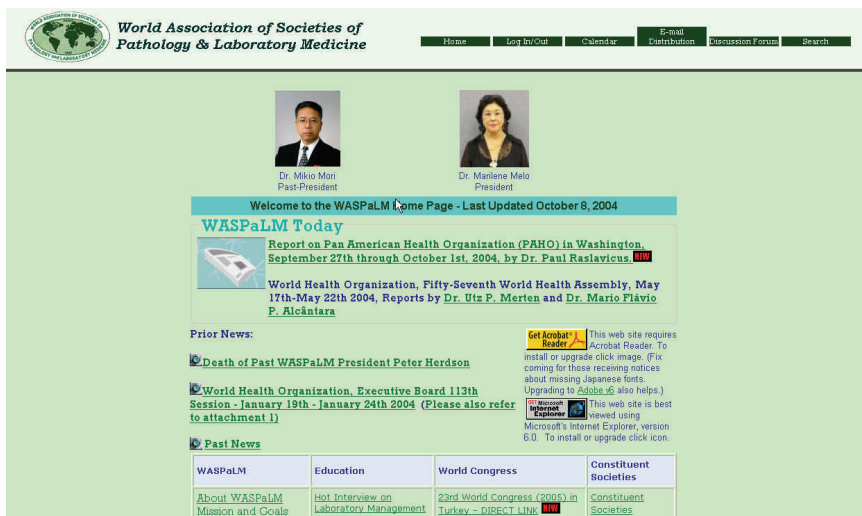 World Association of Societies of
Pathology & Laboratory Medicine
Home
Log In/Out
Calendar
E-mail
Distribution
Discussion Forum
Search
Dr. Mikio Mori
Past-President
Dr. Marilene Melo
President
Welcome to the WASPaLM Home Page - Last Updated October 8, 2004
WASPaLM Today
Report on Pan American Health Organization (PAHO) in Washington,
September 27th through October 1st, 2004, by Dr. Paul Raslavicus. NEW
World Health Organization, Fifty-Seventh World Health Assembly, May
17th-May 22th 2004, Reports by Dr. Utz P. Merten and Dr. Mario Flávio
P. Alcântara
Prior News:
Death of Past WASPaLM President Peter Herdson
World Health Organization, Executive Board 113th
Session - January 19th - January 24th 2004 (Please also refer
to attachment 1)
Past News
Get Acrobat
Reader
This web site requires
Acrobat Reader. To
install or upgrade click image. (Fix
coming for those receiving notices
about missing Japanese fonts.
Upgrading to Adobe v6 also helps.)
GET Microsoft
Internet
Explorer
This web site is best
viewed using
Microsoft's Internet Explorer, version
6.0. To install or upgrade click icon.
WASPaLM
Education
World Congress
Constituent
Societies
About WASPaLM
Mission and Goals
Hot Interview on
Laboratory Management
23rd World Congress (2005) in
Turkey - DIRECT LINK NEW
Constituent
Societies